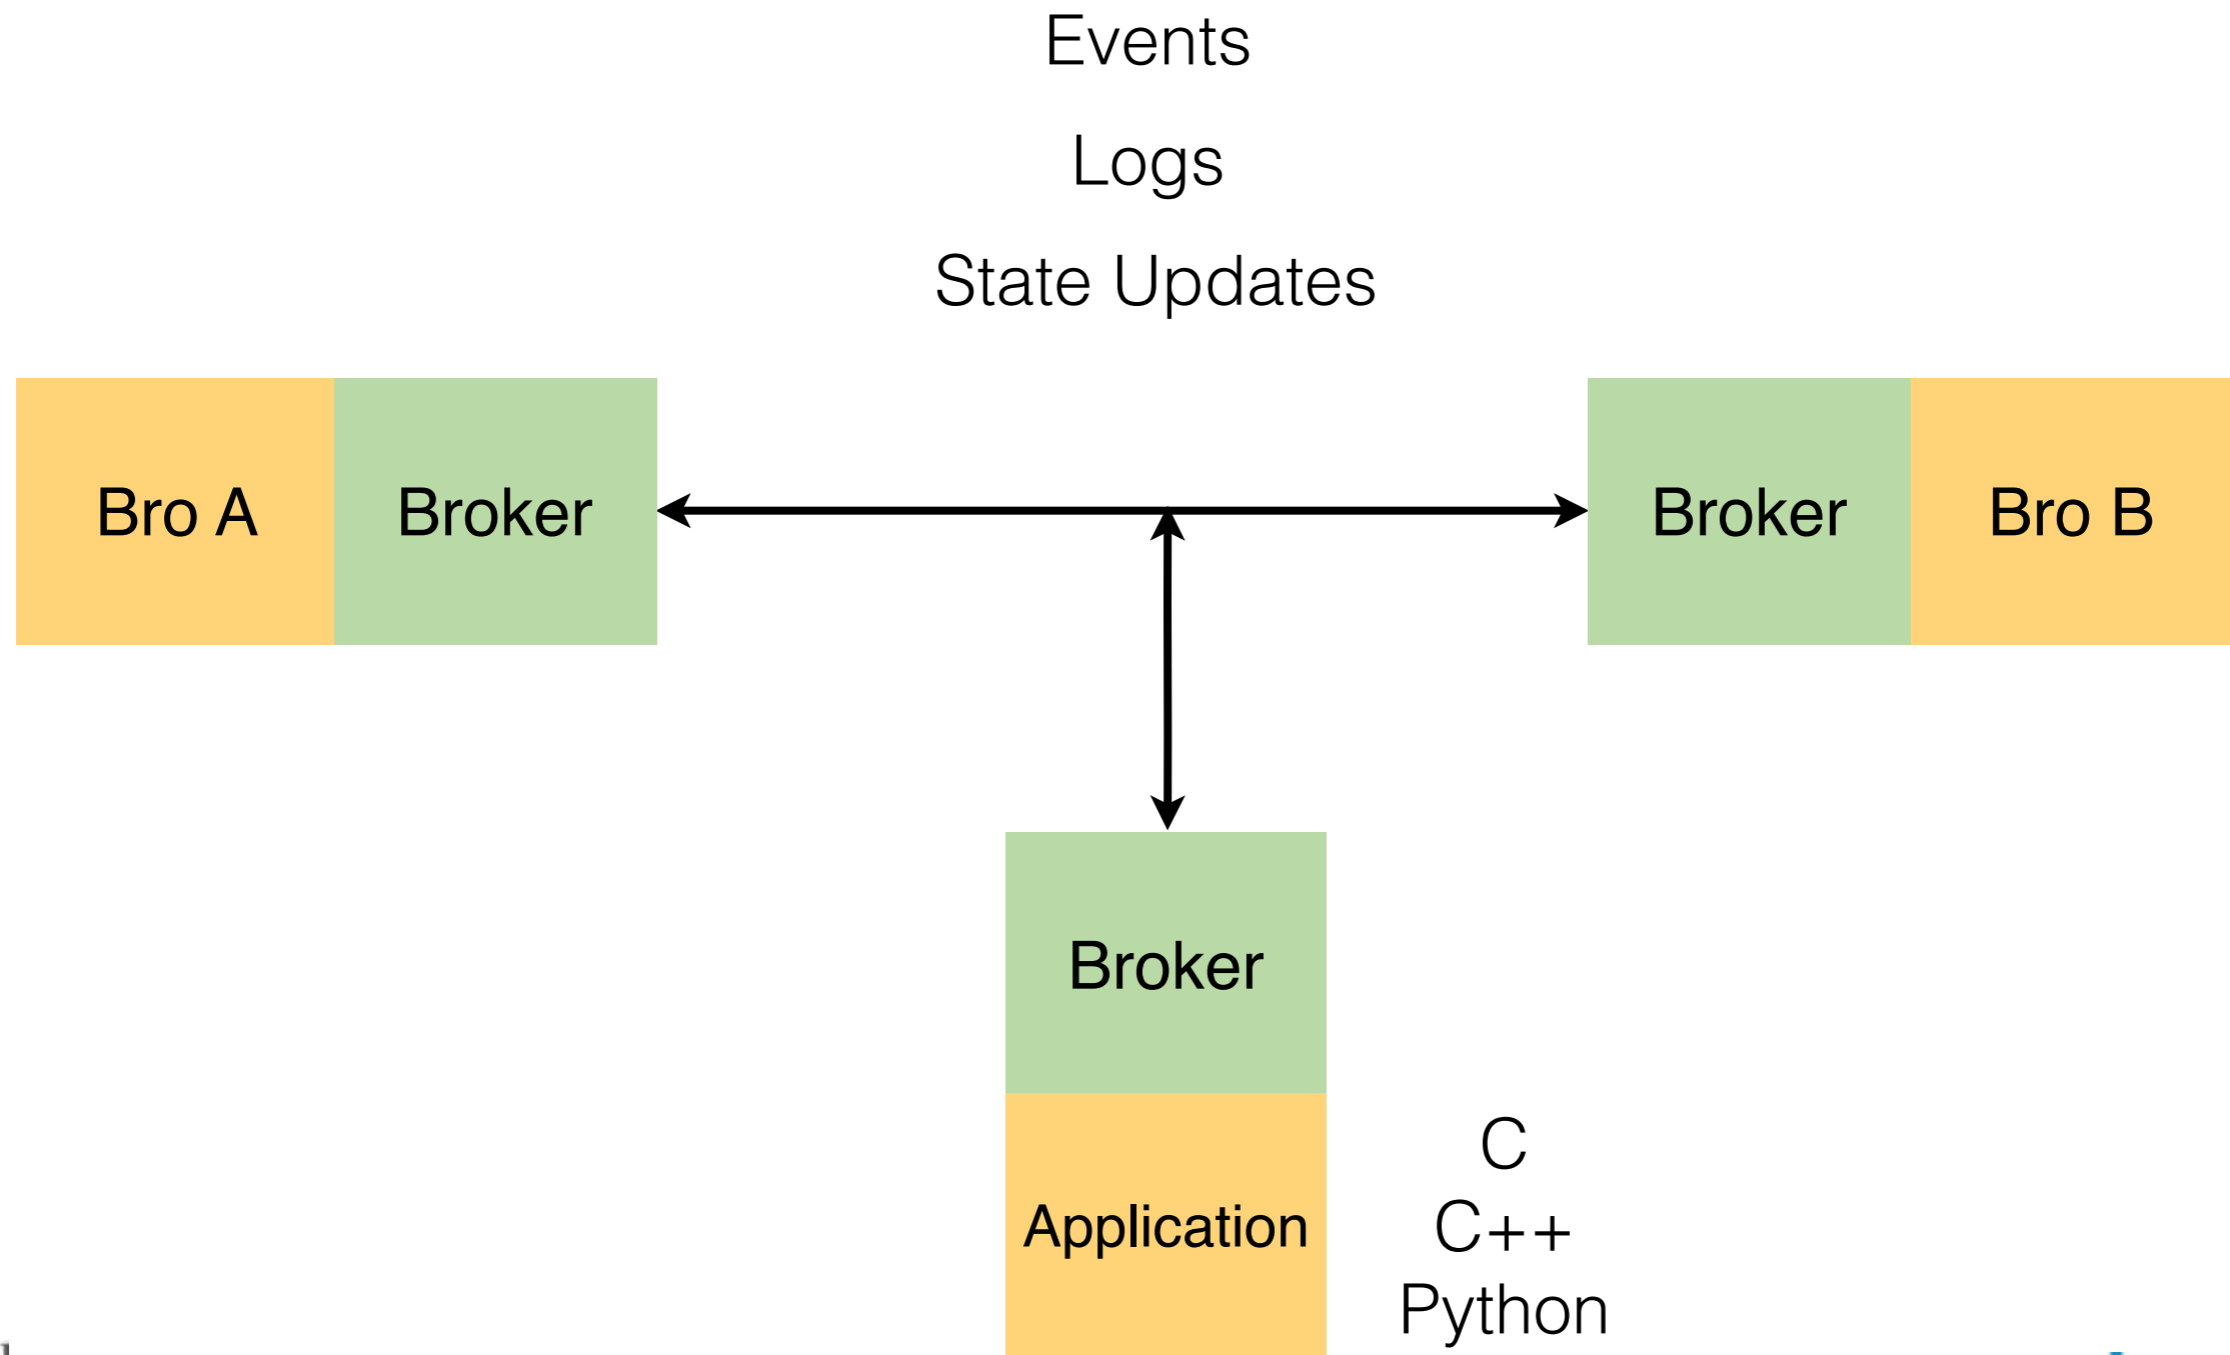 Events
Logs
State Updates
Bro A
Broker
Broker
Bro B
Broker
Application
C
C++
Python